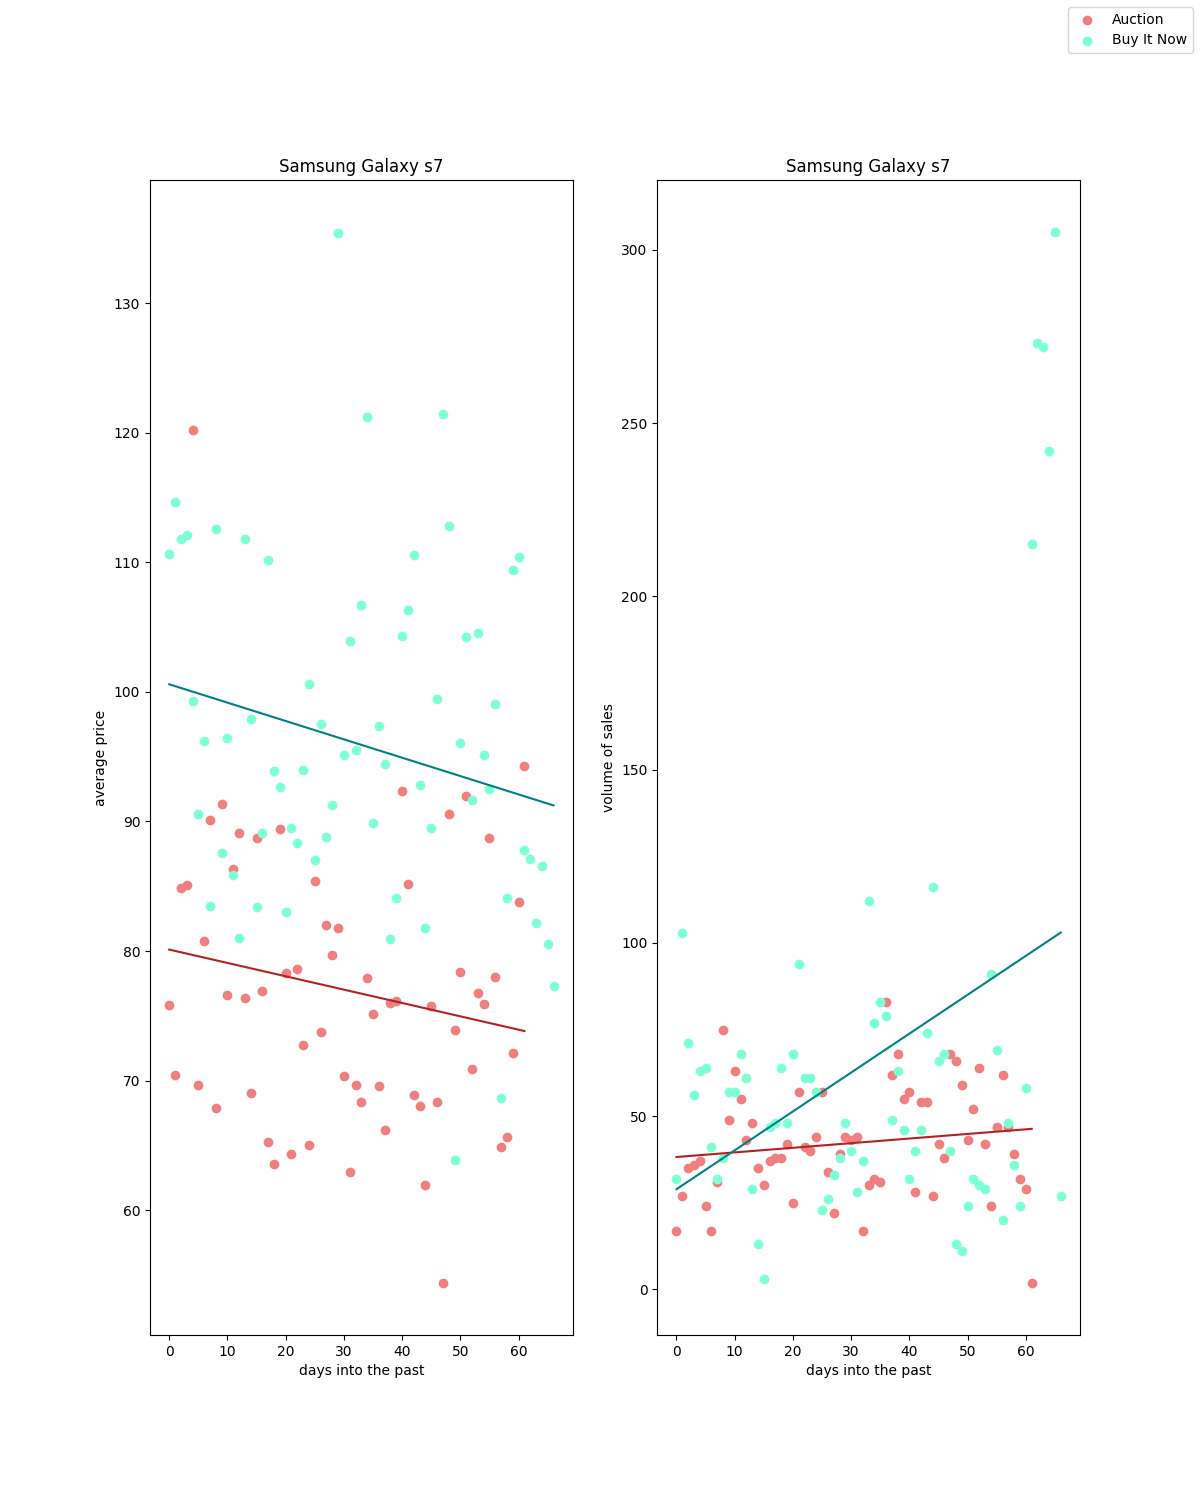 Auction
Buy It Now
Samsung Galaxy s7
average price
130
120
110
100
90
80
70
60
0 10 20 30 40 50 60
days into the past
Samsung Galaxy s7
volume of sales
300
250
200
150
100
50
0
0 10 20 30 40 50 60
days into the past